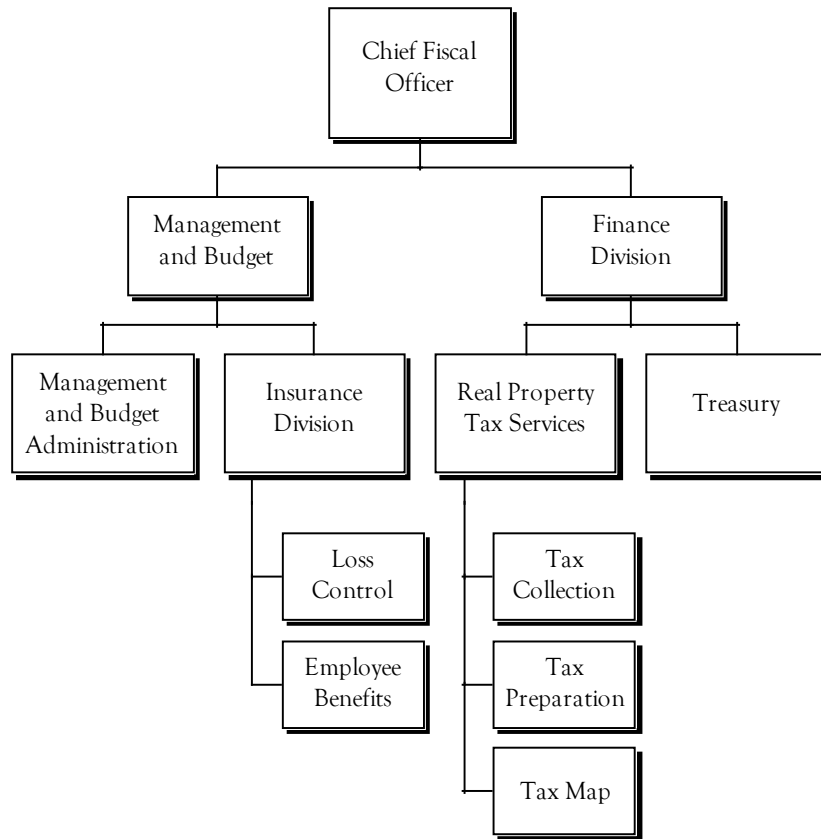 Chief Fiscal
Officer
Management
and Budget
Finance
Division
Management
and Budget
Administration
Insurance
Division
Real Property
Tax Services
Treasury
Loss
Control
Tax
Collection
Employee
Benefits
Tax
Preparation
Tax Map